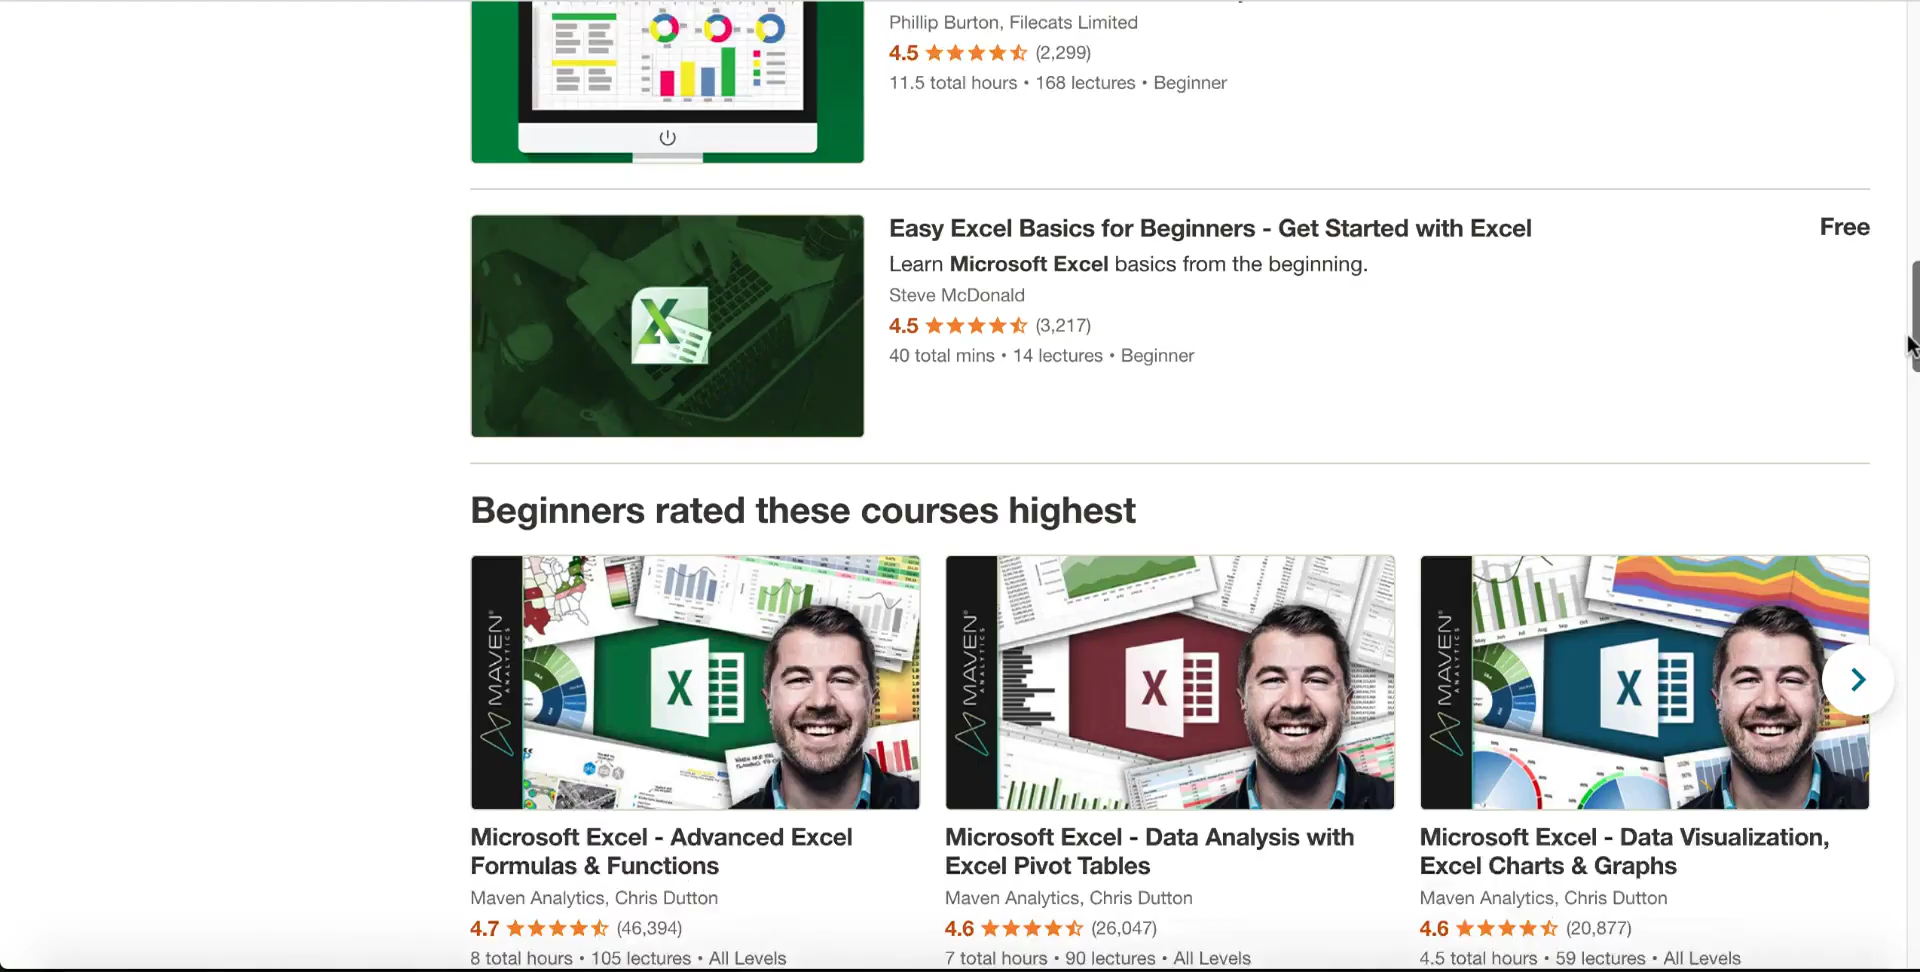 Phillip Burton, Filecats Limited
4.5 (2,299)
11.5 total hours • 168 lectures • Beginner
Easy Excel Basics for Beginners - Get Started with Excel
Free
Learn Microsoft Excel basics from the beginning.
Steve McDonald
4.5 (3,217)
40 total mins • 14 lectures • Beginner
Beginners rated these courses highest
MAVEN ANALYTICS
X
MAVEN ANALYTICS
X
MAVEN ANALYTICS
X
Microsoft Excel - Advanced Excel
Formulas & Functions
Maven Analytics, Chris Dutton
4.7 (46,394)
8 total hours • 105 lectures • All Levels
Microsoft Excel - Data Analysis with
Excel Pivot Tables
Maven Analytics, Chris Dutton
4.6 (26,047)
7 total hours • 90 lectures • All Levels
Microsoft Excel - Data Visualization,
Excel Charts & Graphs
Maven Analytics, Chris Dutton
4.6 (20,877)
4.5 total hours • 59 lectures • All Levels